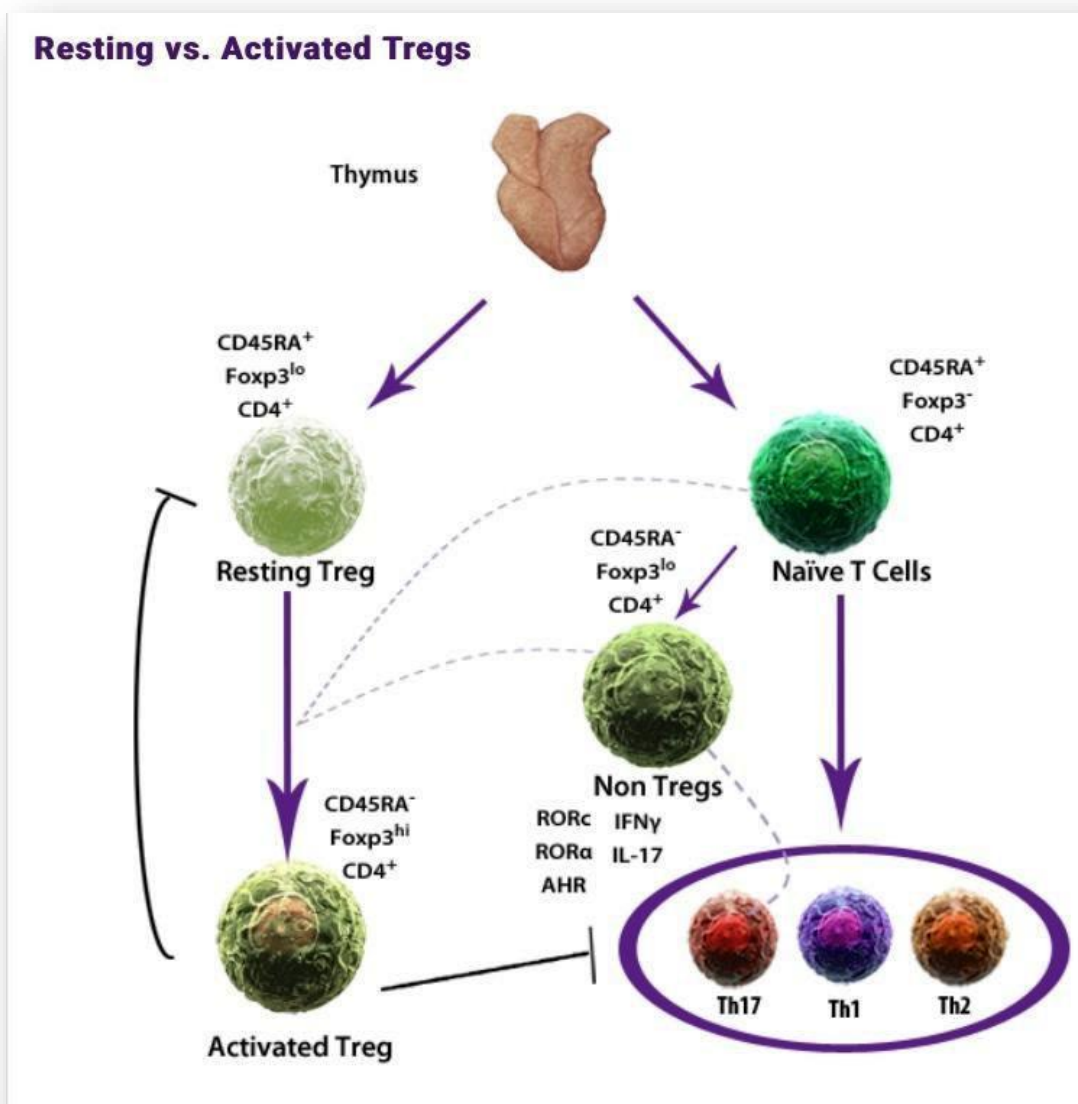 Resting vs. Activated Tregs
Thymus
CD45RA⁺
Foxp3ˡᵒ
CD4⁺
Resting Treg
CD45RA⁺
Foxp3⁻
CD4⁺
Naïve T Cells
CD45RA⁻
Foxp3ˡᵒ
CD4⁺
Non Tregs
RORc IFNγ
RORα IL-17
AHR
CD45RA⁻
Foxp3ʰⁱ
CD4⁺
Activated Treg
Th17
Th1
Th2